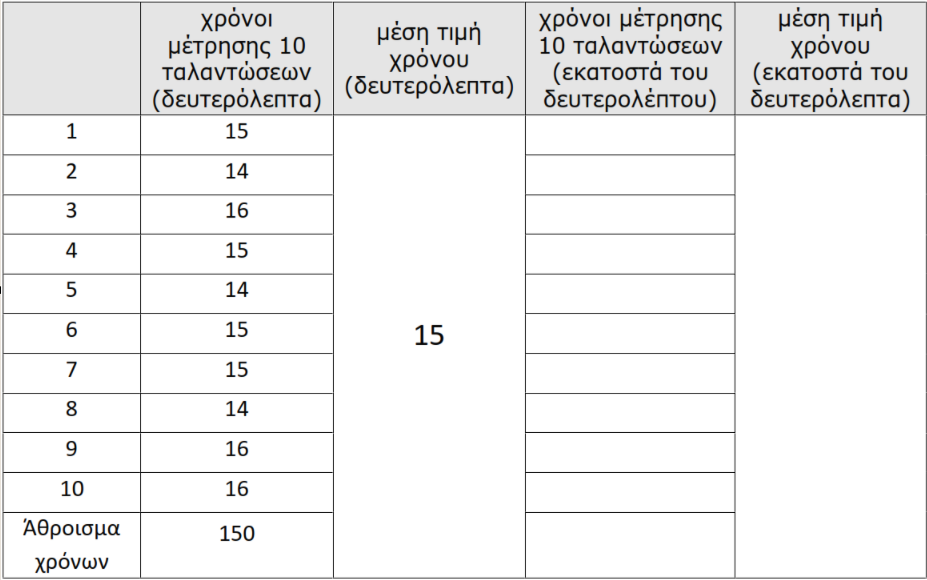 χρόνοι
μέτρησης 10
ταλαντώσεων
(δευτερόλεπτα)
μέση τιμή
χρόνου
(δευτερόλεπτα)
χρόνοι μέτρησης
10 ταλαντώσεων
(εκατοστά του
δευτερολέπτου)
μέση τιμή
χρόνου
(εκατοστά του
δευτερόλεπτα)
1 15
2 14
3 16
4 15
5 14
6 15
15
7 15
8 14
9 16
10 16
Άθροισμα
χρόνων
150